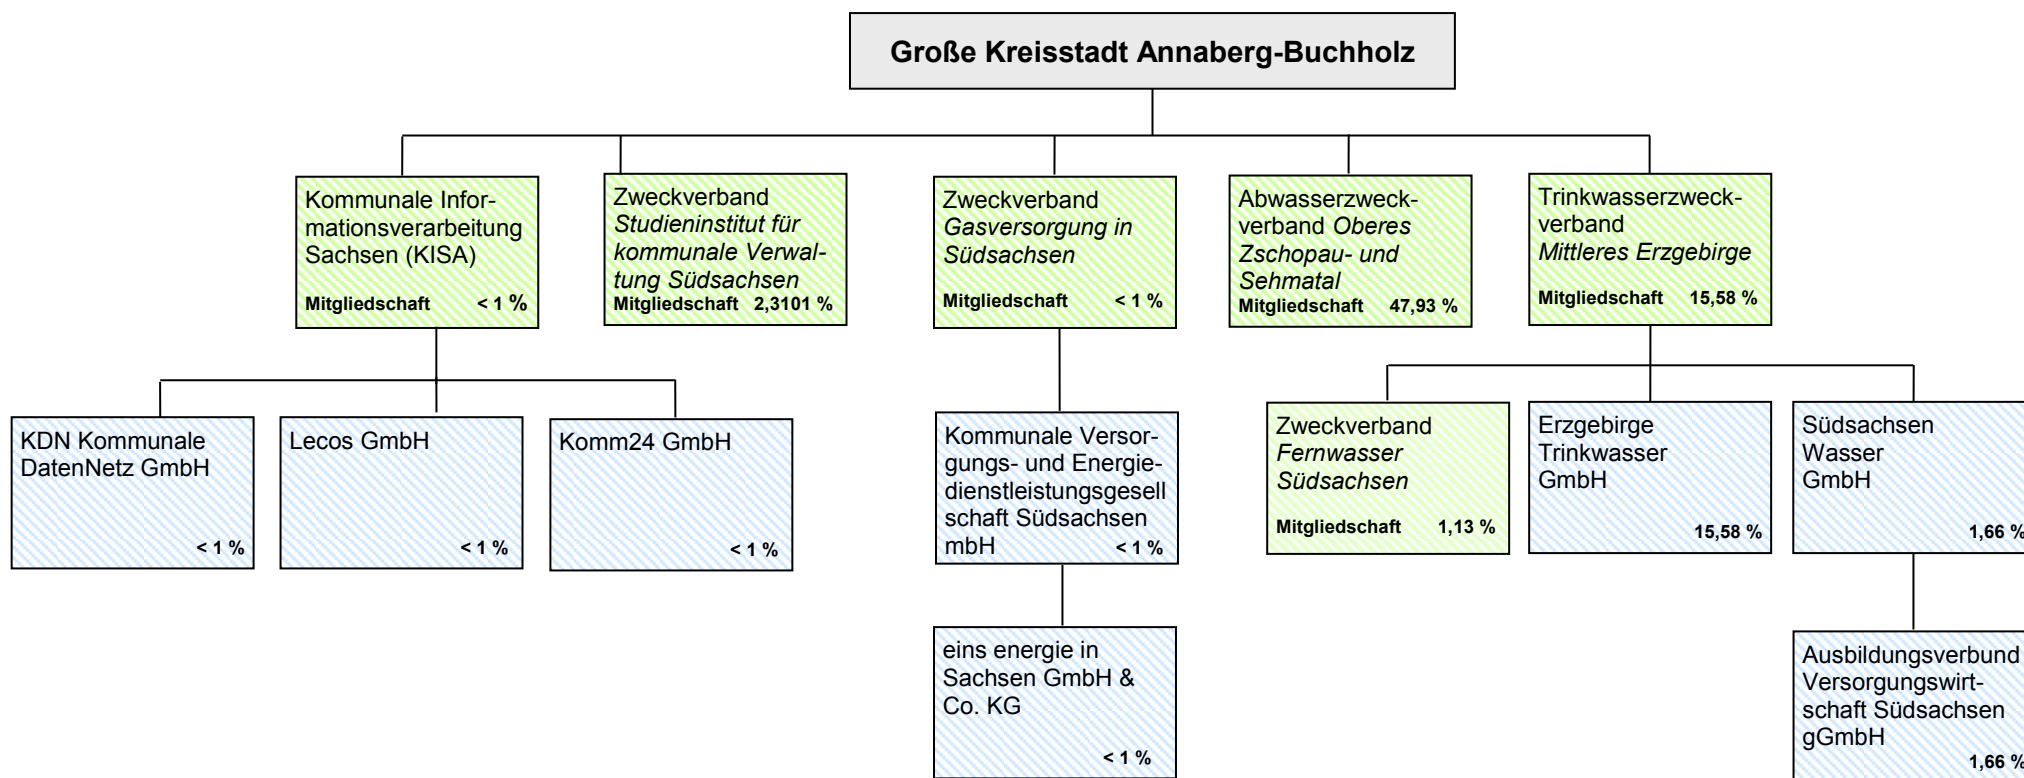 Große Kreisstadt Annaberg-Buchholz
Kommunale Infor-
mationsverarbeitung
Sachsen (KISA)
Mitgliedschaft < 1 %
Zweckverband
Studieninstitut für
kommunale Verwal-
tung Südsachsen
Mitgliedschaft 2,3101 %
Zweckverband
Gasversorgung in
Südsachsen
Mitgliedschaft < 1 %
Abwasserzweck-
verband Oberes
Zschopau- und
Sehmatal
Mitgliedschaft 47,93 %
Trinkwasserzweck-
verband
Mittleres Erzgebirge
Mitgliedschaft 15,58 %
KDN Kommunale
DatenNetz GmbH
< 1 %
Lecos GmbH
< 1 %
Komm24 GmbH
< 1 %
Kommunale Versor-
gungs- und Energie-
dienstleistungsgesell
schaft Südsachsen
mbH < 1 %
Zweckverband
Fernwasser
Südsachsen
Mitgliedschaft 1,13 %
Erzgebirge
Trinkwasser
GmbH
15,58 %
Südsachsen
Wasser
GmbH
1,66 %
eins energie in
Sachsen GmbH &
Co. KG
< 1 %
Ausbildungsverbund
Versorgungswirt-
schaft Südsachsen
gGmbH
1,66 %